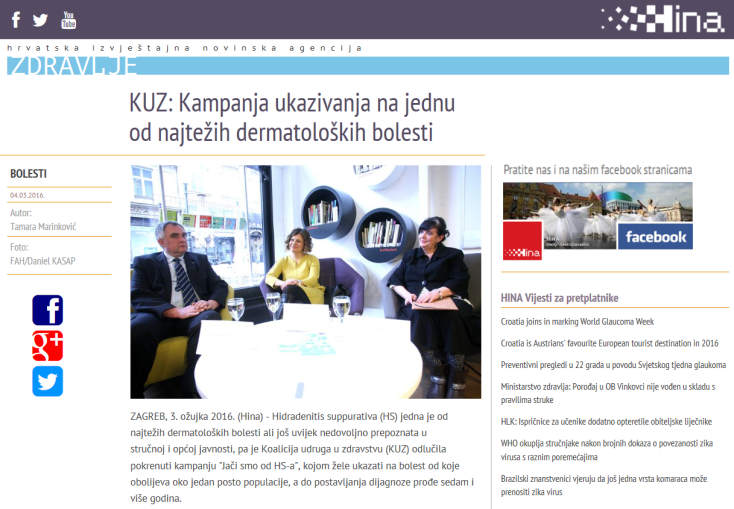 You
Tube
Hina
hrvatska izvještajna novinska agencija
ZDRAVLJE
KUZ: Kampanja ukazivanja na jednu
od najtežih dermatoloških bolesti
BOLESTI
04.03.2016.
Autor:
Tamara Marinković
Foto:
FAH/Daniel KASAP
g+
ZAGREB, 3. ožujka 2016. (Hina) - Hidradenitis suppurativa (HS) jedna je od
najtežih dermatoloških bolesti ali još uvijek nedovoljno prepoznata u
stručnoj i općoj javnosti, pa je Koalicija udruga u zdravstvu (KUZ) odlučila
pokrenuti kampanju "Jači smo od HS-a", kojom žele ukazati na bolest od koje
obolijeva oko jedan posto populacije, a do postavljanja dijagnoze prođe sedam i
više godina.
Pratite nas i na našim facebook stranicama
HINA
Hina
facebook
HINA Vijesti za pretplatnike
Croatia joins in marking World Glaucoma Week
Croatia is Austrians' favourite European tourist destination in 2016
Preventivni pregledi u 22 grada u povodu Svjetskog tjedna glaukoma
Ministarstvo zdravlja: Porođaj u OB Vinkovci nije vođen u skladu s
pravilima struke
HLK: Ispričnice za učenike dodatno opteretile obiteljske liječnike
WHO okuplja stručnjake nakon brojnih dokaza o povezanosti zika
virusa s raznim poremećajima
Brazilski znanstvenici vjeruju da još jedna vrsta komaraca može
prenositi zika virus